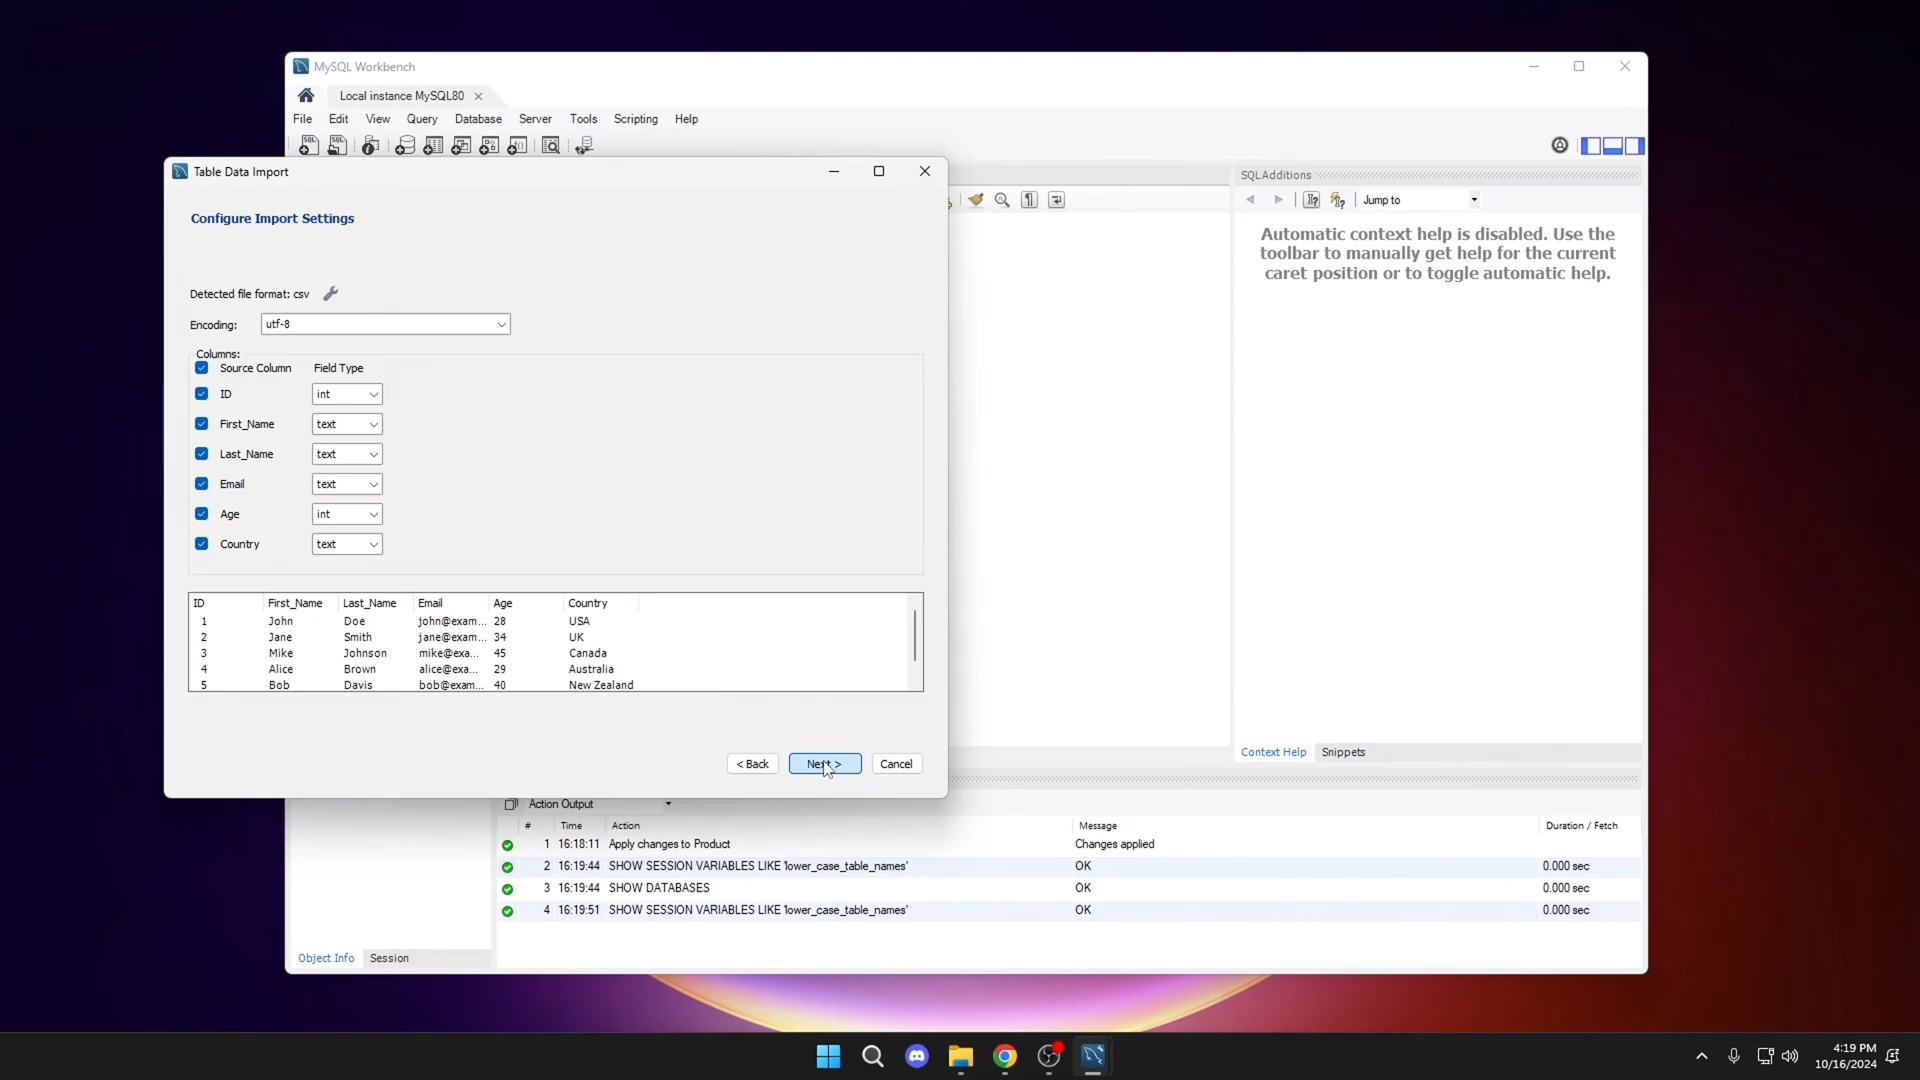 MySQL Workbench
Local instance MySQL80
File Edit View Query Database Server Tools Scripting Help
Table Data Import
Configure Import Settings
Detected file format: csv
Encoding: utf-8
Columns:
Source Column Field Type
ID int
First_Name text
Last_Name text
Email text
Age int
Country text
ID First_Name Last_Name Email Age Country
1 John Doe john@exam... 28 USA
2 Jane Smith jane@exam... 34 UK
3 Mike Johnson mike@exa... 45 Canada
4 Alice Brown alice@exa... 29 Australia
5 Bob Davis bob@exam... 40 New Zealand
< Back Next > Cancel
SQLAdditions
Jump to
Automatic context help is disabled. Use the
toolbar to manually get help for the current
caret position or to toggle automatic help.
Context Help Snippets
Action Output
# Time Action Message Duration / Fetch
1 16:18:11 Apply changes to Product Changes applied
2 16:19:44 SHOW SESSION VARIABLES LIKE 'lower_case_table_names' OK 0.000 sec
3 16:19:44 SHOW DATABASES OK 0.000 sec
4 16:19:51 SHOW SESSION VARIABLES LIKE 'lower_case_table_names' OK 0.000 sec
Object Info Session
4:19 PM
10/16/2024